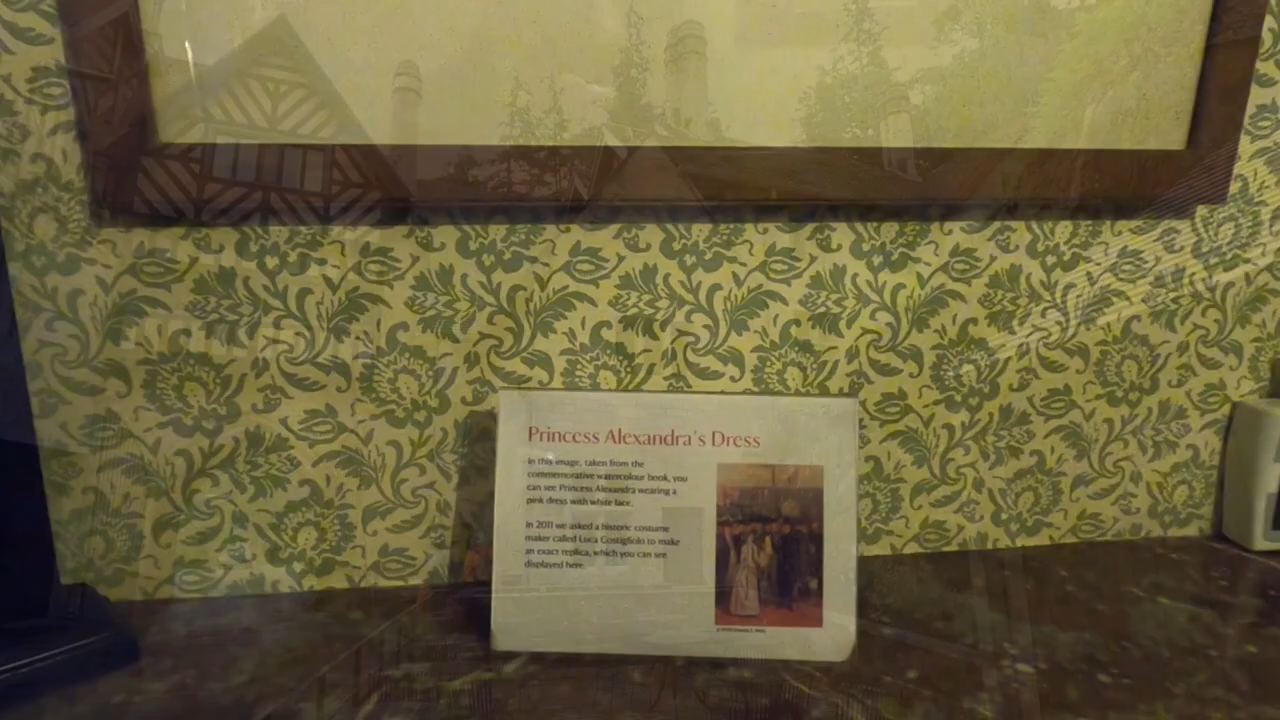 Princess Alexandra's Dress
In this image, taken from the
commemorative watercolour book, you
can see Princess Alexandra wearing a
pink dress with white lace.
In 2011 we asked a historic costume
maker called Luca Costigliolo to make
an exact replica, which you can see
displayed here.